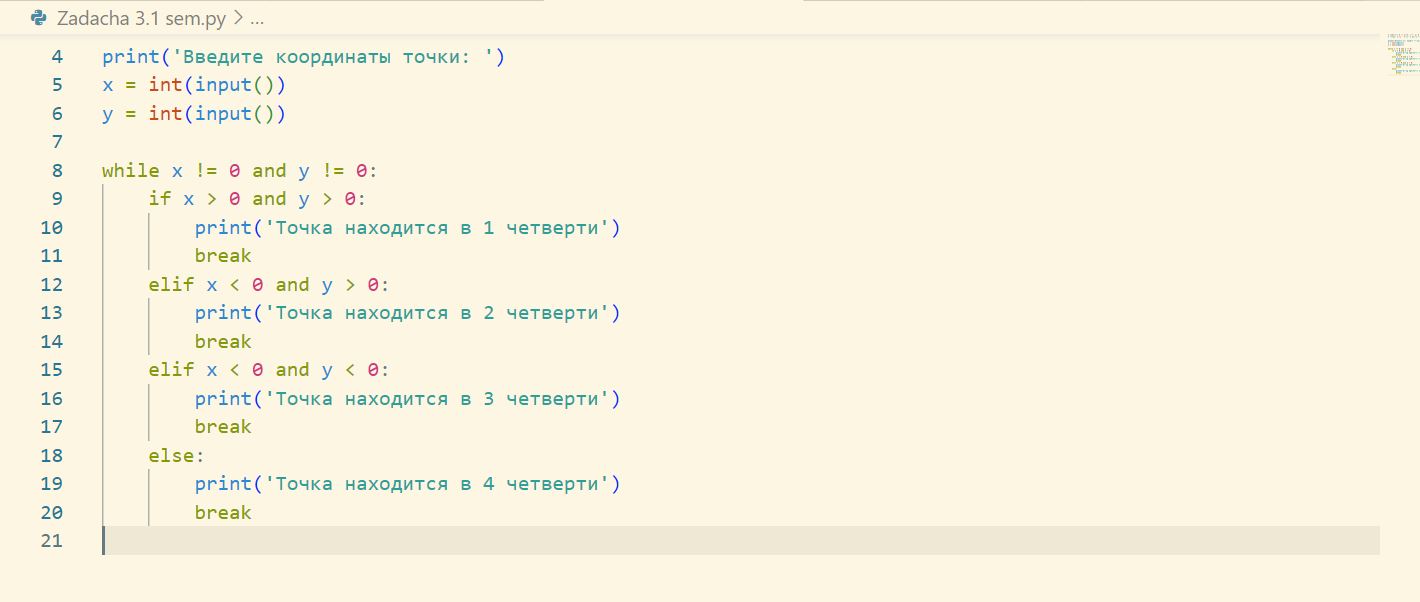 Zadacha 3.1 sem.py > ...
4 print('Введите координаты точки: ')
5 x = int(input())
6 y = int(input())
7
8 while x != 0 and y != 0:
9     if x > 0 and y > 0:
10         print('Точка находится в 1 четверти')
11         break
12     elif x < 0 and y > 0:
13         print('Точка находится в 2 четверти')
14         break
15     elif x < 0 and y < 0:
16         print('Точка находится в 3 четверти')
17         break
18     else:
19         print('Точка находится в 4 четверти')
20         break
21